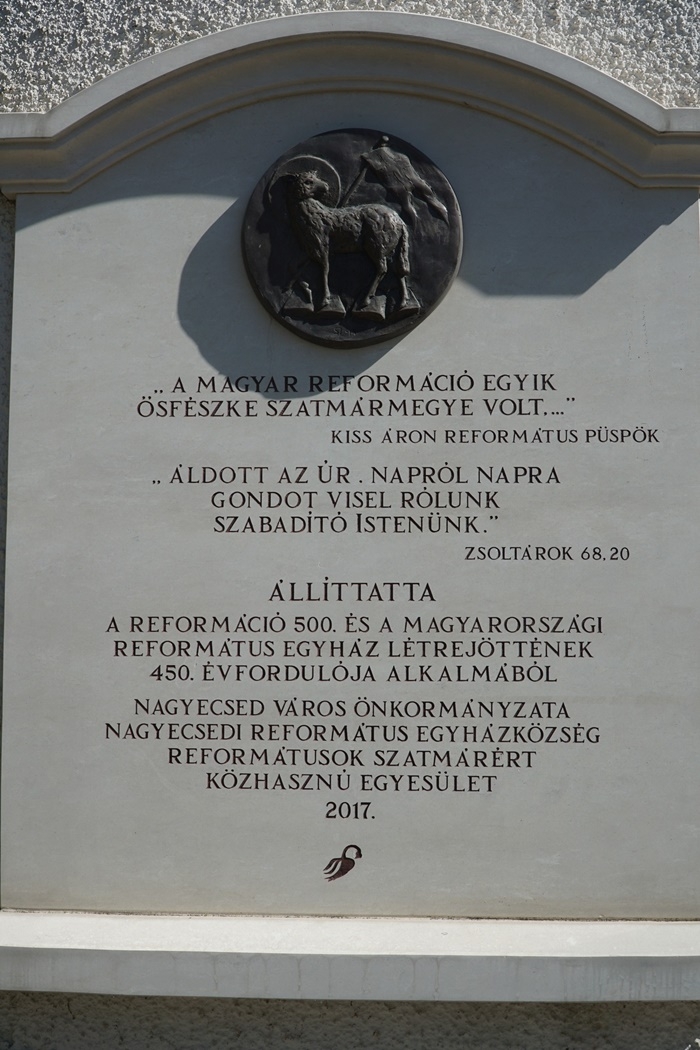 „ A MAGYAR REFORMÁCIÓ EGYIK
ŐSFÉSZKE SZATMÁRMEGYE VOLT,..."
KISS ÁRON REFORMÁTUS PÜSPÖK
„ ÁLDOTT AZ ÚR . NAPRÓL NAPRA
GONDOT VISEL RÓLUNK
SZABADÍTÓ ISTENÜNK."
ZSOLTÁROK 68,20
ÁLLÍTTATTA
A REFORMÁCIÓ 500. ÉS A MAGYARORSZÁGI
REFORMÁTUS EGYHÁZ LÉTREJÖTTÉNEK
450. ÉVFORDULÓJA ALKALMÁBÓL
NAGYECSED VÁROS ÖNKORMÁNYZATA
NAGYECSEDI REFORMÁTUS EGYHÁZKÖZSÉG
REFORMÁTUSOK SZATMÁRÉRT
KÖZHASZNÚ EGYESÜLET
2017.